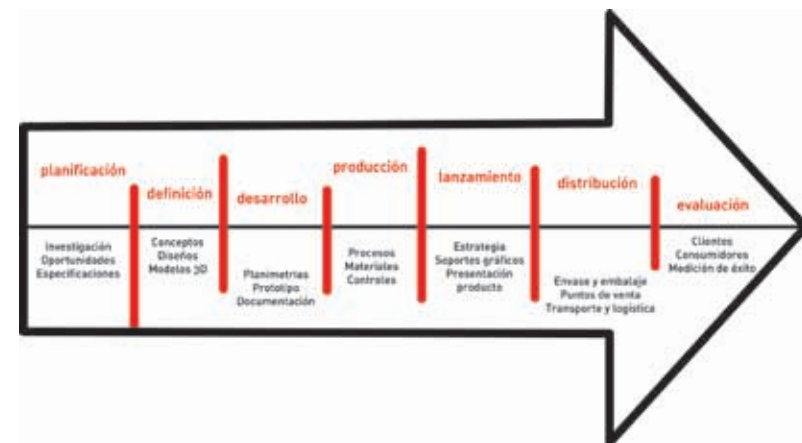 planificación
Investigación
Oportunidades
Especificaciones
definición
Conceptos
Diseños
Modelos 3D
desarrollo
Planimetrías
Prototipo
Documentación
producción
Procesos
Materiales
Controles
lanzamiento
Estrategia
Soportes gráficos
Presentación
producto
distribución
Envase y embalaje
Puntos de venta
Transporte y logística
evaluación
Clientes
Consumidores
Medición de éxito